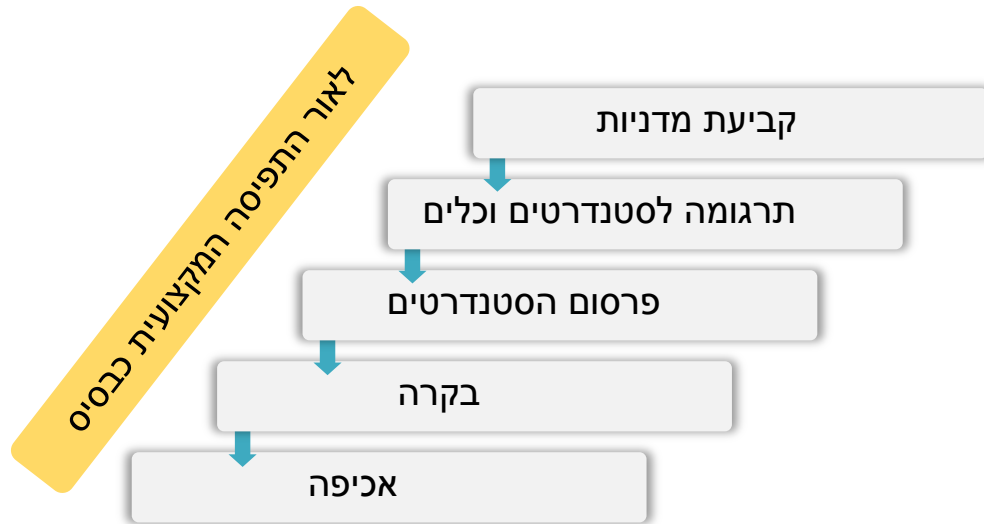 לאור התפיסה המקצועית כבסיס
קביעת מדניות
תרגומה לסטנדרטים וכלים
פרסום הסטנדרטים
בקרה
אכיפה